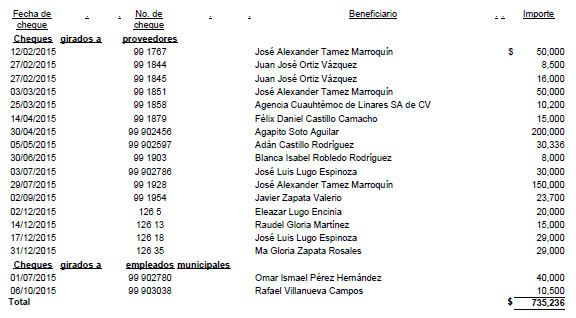 Fecha de . . No. de . . Beneficiario . . Importe
cheque cheque
Cheques girados a proveedores
12/02/2015 99 1767 José Alexander Tamez Marroquín $ 50,000
27/02/2015 99 1844 Juan José Ortiz Vázquez 8,500
27/02/2015 99 1845 Juan José Ortiz Vázquez 16,000
03/03/2015 99 1851 José Alexander Tamez Marroquín 50,000
25/03/2015 99 1858 Agencia Cuauhtémoc de Linares SA de CV 10,200
14/04/2015 99 1879 Félix Daniel Castillo Camacho 15,000
30/04/2015 99 902456 Agapito Soto Aguilar 200,000
05/05/2015 99 902597 Adán Castillo Rodríguez 30,336
30/06/2015 99 1903 Blanca Isabel Robledo Rodríguez 8,000
03/07/2015 99 902786 José Luis Lugo Espinoza 30,000
29/07/2015 99 1928 José Alexander Tamez Marroquín 150,000
02/09/2015 99 1954 Javier Zapata Valerio 23,700
02/12/2015 126 5 Eleazar Lugo Encinia 20,000
14/12/2015 126 13 Raudel Gloria Martínez 15,000
17/12/2015 126 18 José Luis Lugo Espinoza 29,000
31/12/2015 126 35 Ma Gloria Zapata Rosales 29,000
Cheques girados a empleados municipales
01/07/2015 99 902780 Omar Ismael Pérez Hernández 40,000
06/10/2015 99 903038 Rafael Villanueva Campos 10,500
Total $ 735,236